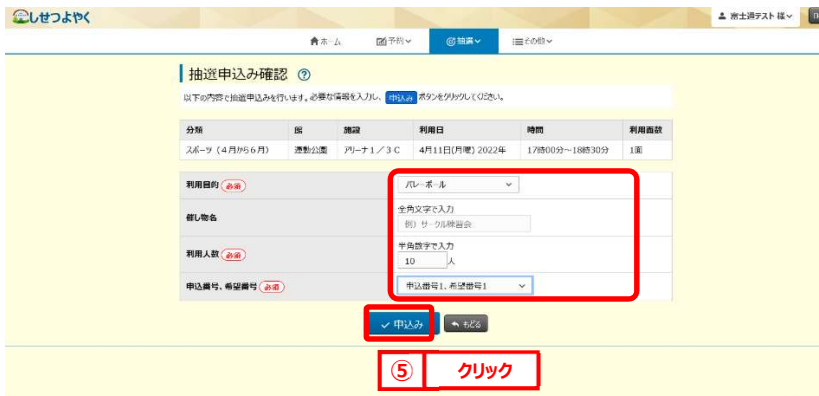 しせつよやく
富士通テスト 様
ホーム 予約 抽選 その他
抽選申込み確認 ?
以下の内容で抽選申込みを行います。必要な情報を入力し、 申込み ボタンをクリックしてください。
分類 館 施設 利用日 時間 利用面数
スポーツ (4月から6月) 運動公園 アリーナ1/3C 4月11日(月曜) 2022年 17時00分～18時30分 1面
利用目的 必須 バレーボール
催し物名 全角文字で入力
例) サークル練習会
利用人数 必須 半角数字で入力
10 人
申込番号、希望番号 必須 申込番号1、希望番号1
申込み もどる
⑤ クリック